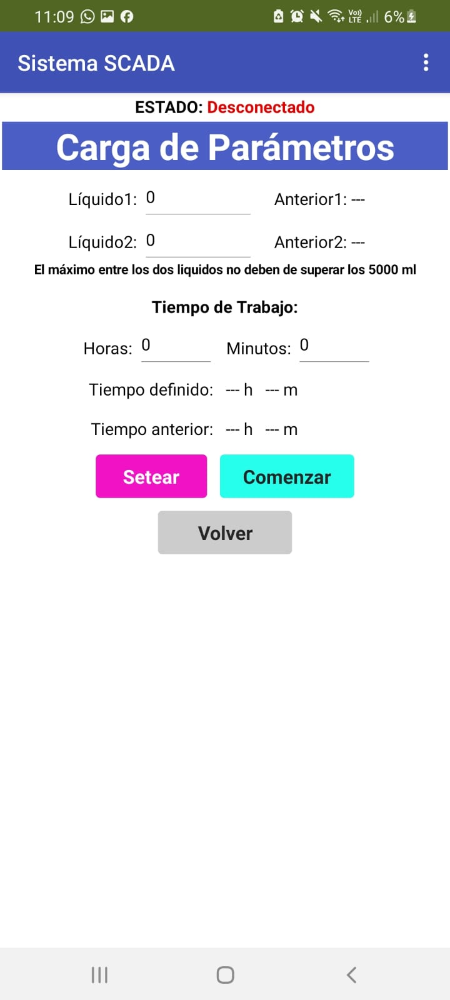 11:09 Vo)) LTE 6%
Sistema SCADA
ESTADO: Desconectado
Carga de Parámetros
Líquido1: 0 Anterior1: ---
Líquido2: 0 Anterior2: ---
El máximo entre los dos liquidos no deben de superar los 5000 ml
Tiempo de Trabajo:
Horas: 0 Minutos: 0
Tiempo definido: --- h --- m
Tiempo anterior: --- h --- m
Setear Comenzar
Volver